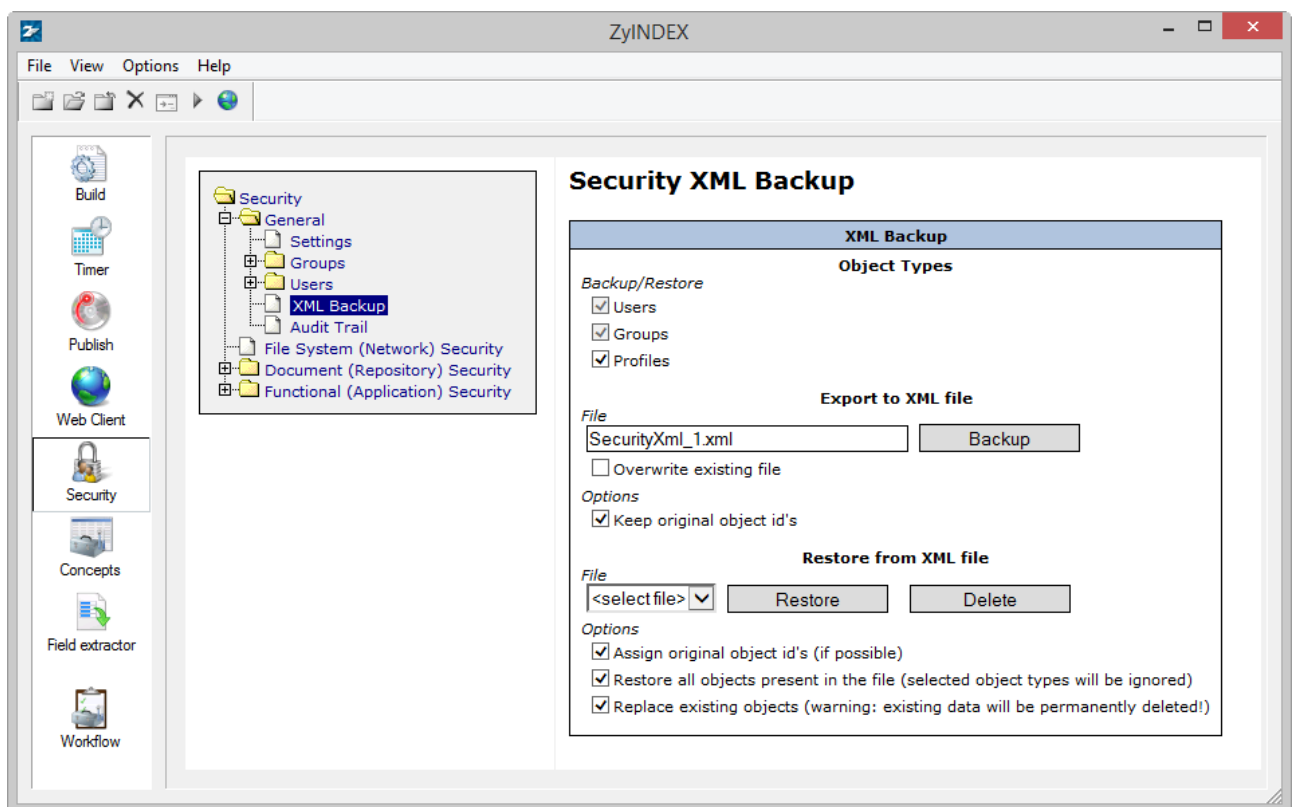 ZyINDEX
File View Options Help
Build
Timer
Publish
Web Client
Security
Concepts
Field extractor
Workflow
Security
General
Settings
Groups
Users
XML Backup
Audit Trail
File System (Network) Security
Document (Repository) Security
Functional (Application) Security
Security XML Backup
XML Backup
Object Types
Backup/Restore
Users
Groups
Profiles
Export to XML file
File
SecurityXml_1.xml Backup
Overwrite existing file
Options
Keep original object id's
Restore from XML file
File
<select file> Restore Delete
Options
Assign original object id's (if possible)
Restore all objects present in the file (selected object types will be ignored)
Replace existing objects (warning: existing data will be permanently deleted!)